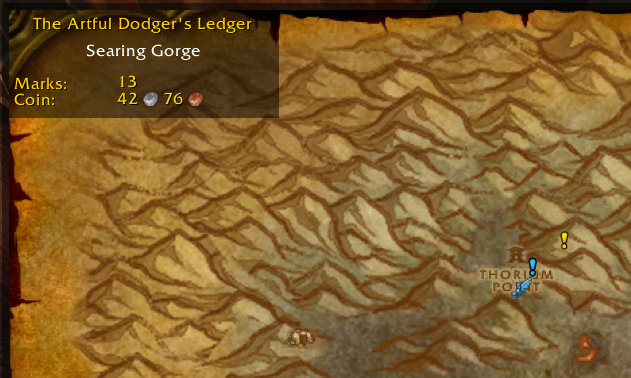 The Artful Dodger's Ledger
Searing Gorge
Marks: 13
Coin: 42 76
THORIUM
POINT